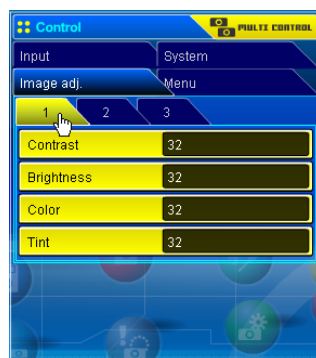 Control MULTI CONTROL
Input System
Image adj. Menu
1 2 3
Contrast 32
Brightness 32
Color 32
Tint 32